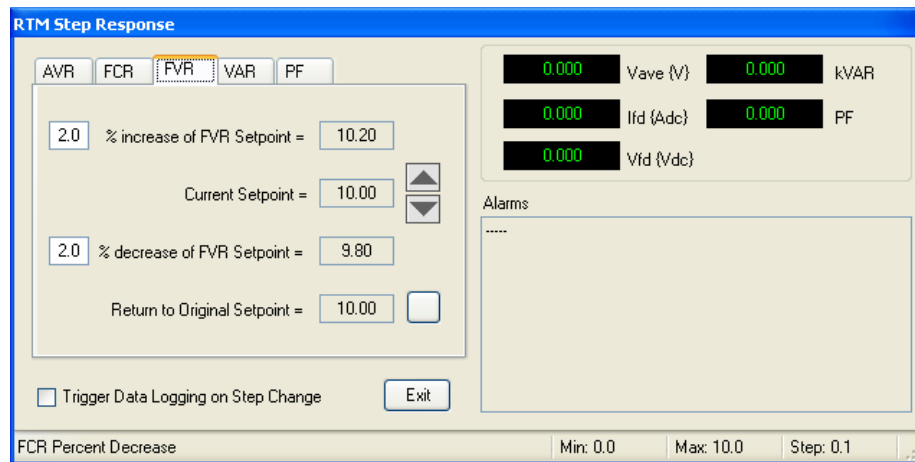 RTM Step Response
AVR FCR FVR VAR PF
2.0 % increase of FVR Setpoint = 10.20
Current Setpoint = 10.00
2.0 % decrease of FVR Setpoint = 9.80
Return to Original Setpoint = 10.00
Trigger Data Logging on Step Change Exit
0.000 Vave {V} 0.000 kVAR
0.000 Ifd {Adc} 0.000 PF
0.000 Vfd {Vdc}
Alarms
-----
FCR Percent Decrease Min: 0.0 Max: 10.0 Step: 0.1